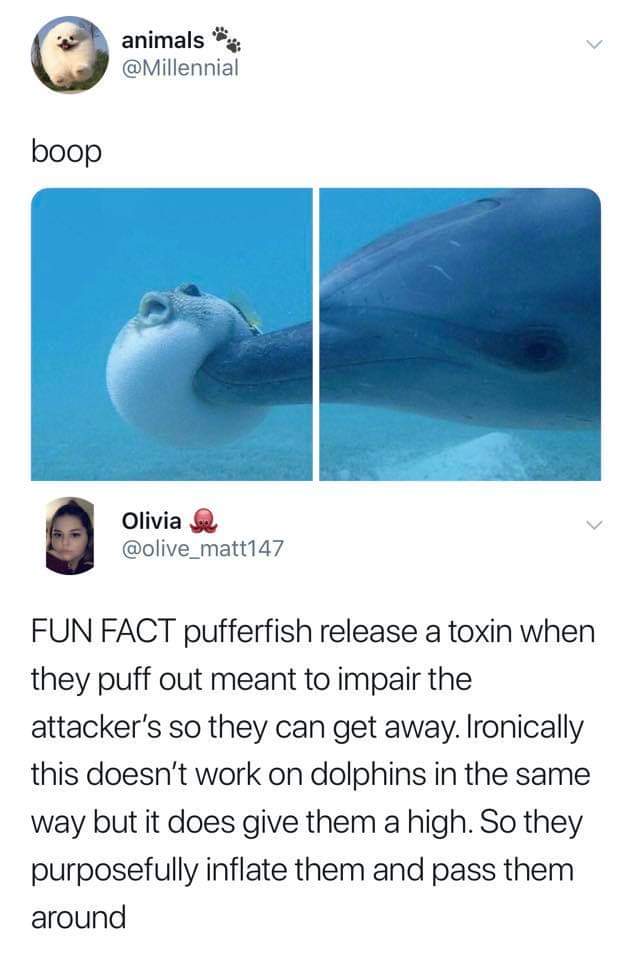 animals 🐾
@Millennial
boop
Olivia 🐙
@olive_matt147
FUN FACT pufferfish release a toxin when
they puff out meant to impair the
attacker’s so they can get away. Ironically
this doesn’t work on dolphins in the same
way but it does give them a high. So they
purposefully inflate them and pass them
around